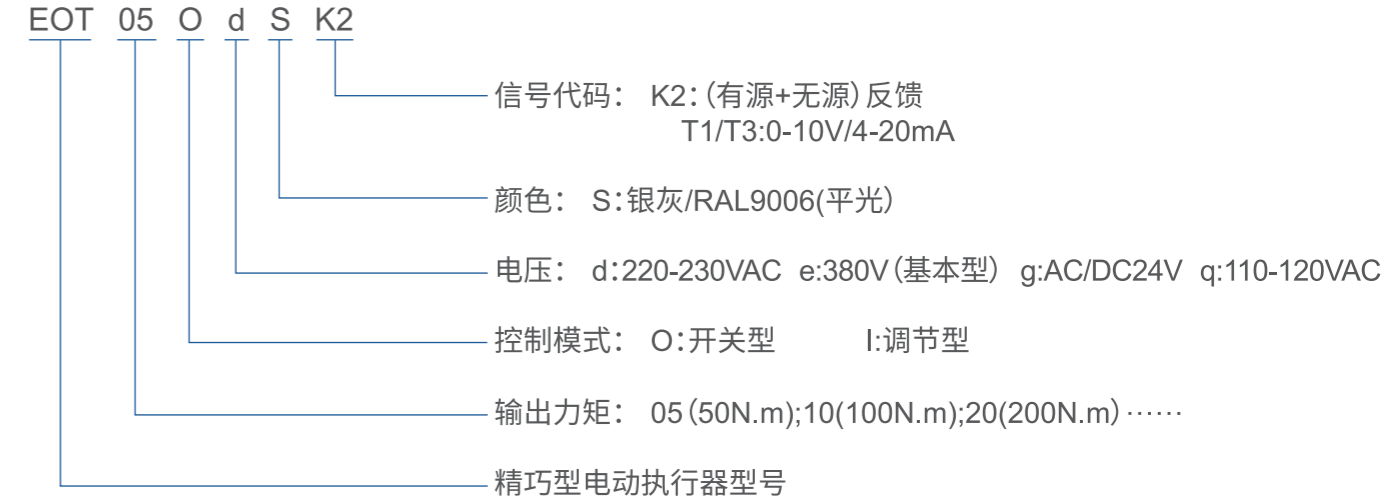 EOT 05 O d S K2
信号代码： K2：（有源+无源）反馈
T1/T3:0-10V/4-20mA
颜色： S：银灰/RAL9006(平光）
电压： d：220-230VAC e:380V（基本型） g:AC/DC24V q:110-120VAC
控制模式： O：开关型 I:调节型
输出力矩： 05（50N.m);10(100N.m);20(200N.m）······
精巧型电动执行器型号